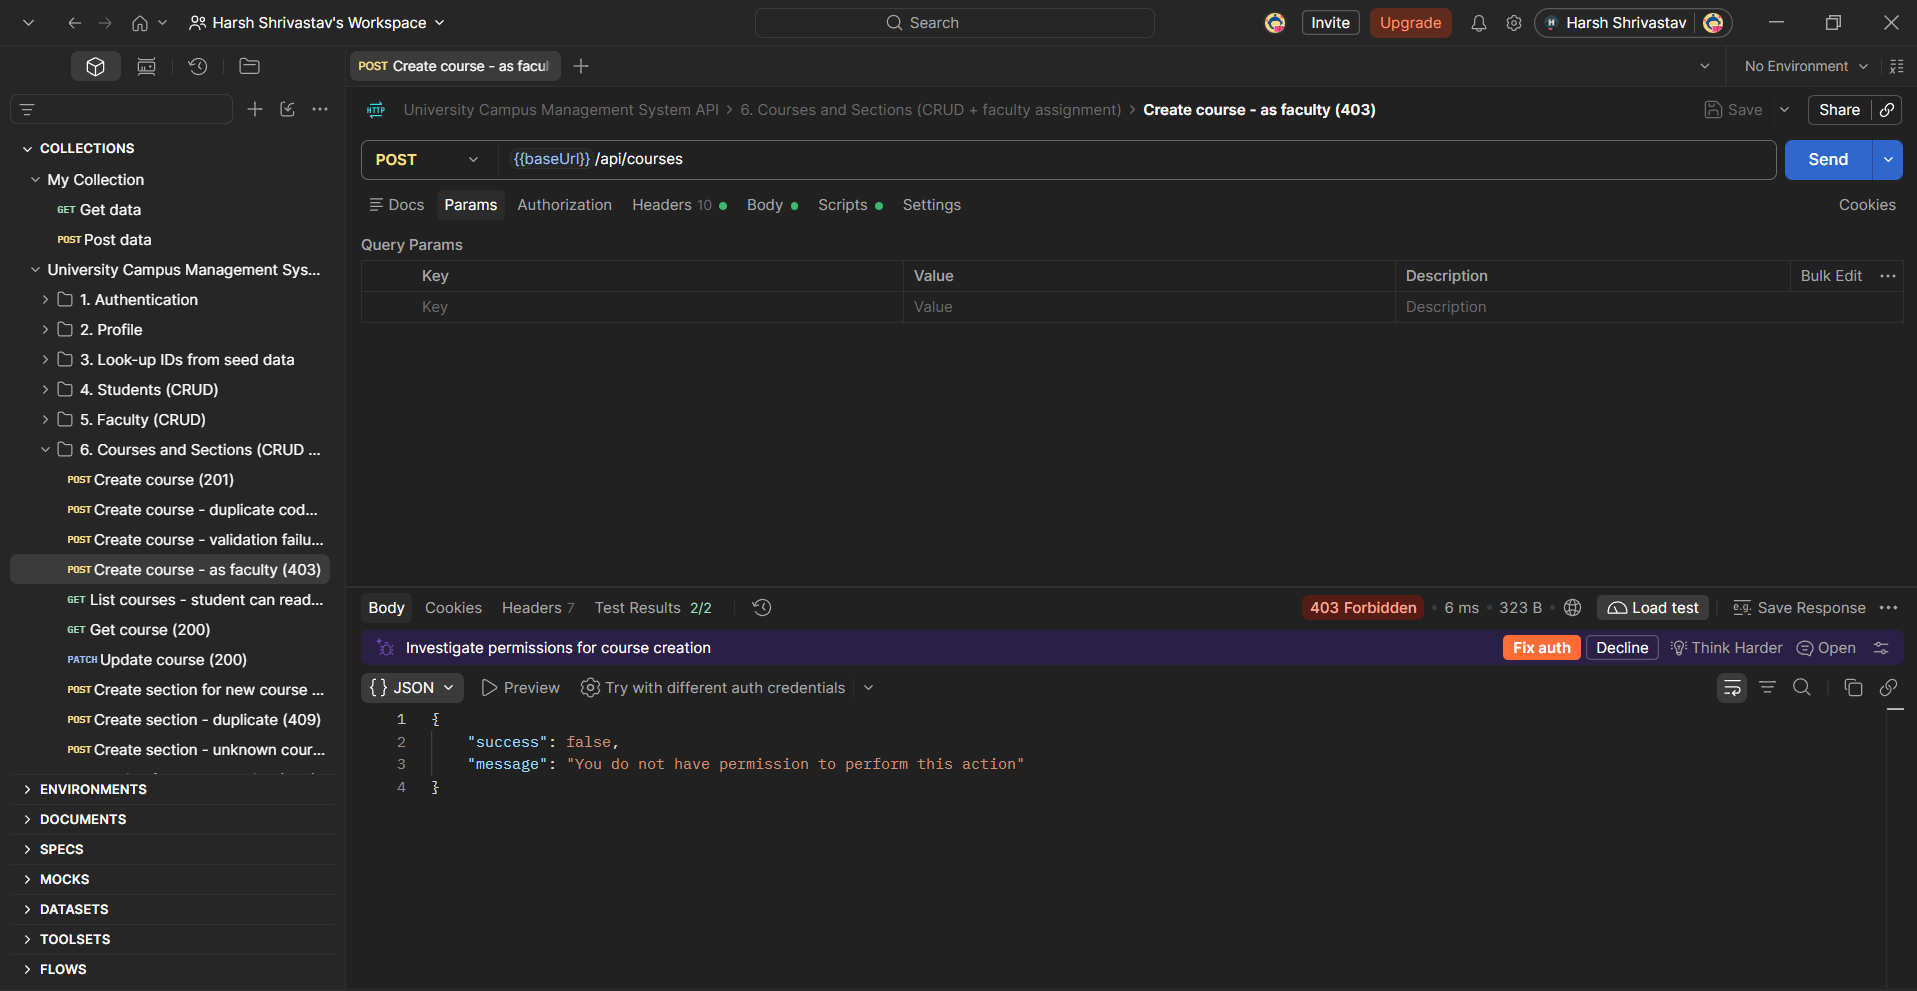 Harsh Shrivastav's Workspace
Search
Invite
Upgrade
H Harsh Shrivastav
POST Create course - as facul
No Environment
HTTP University Campus Management System API > 6. Courses and Sections (CRUD + faculty assignment) > Create course - as faculty (403)
Save
Share
COLLECTIONS
My Collection
GET Get data
POST Post data
University Campus Management Sys...
1. Authentication
2. Profile
3. Look-up IDs from seed data
4. Students (CRUD)
5. Faculty (CRUD)
6. Courses and Sections (CRUD ...
POST Create course (201)
POST Create course - duplicate cod...
POST Create course - validation failu...
POST Create course - as faculty (403)
GET List courses - student can read...
GET Get course (200)
PATCH Update course (200)
POST Create section for new course ...
POST Create section - duplicate (409)
POST Create section - unknown cour...
ENVIRONMENTS
DOCUMENTS
SPECS
MOCKS
DATASETS
TOOLSETS
FLOWS
POST
{{baseUrl}} /api/courses
Send
Docs Params Authorization Headers 10 Body Scripts Settings
Cookies
Query Params
Key Value Description Bulk Edit
Key Value Description
Body Cookies Headers 7 Test Results 2/2
403 Forbidden • 6 ms • 323 B •
Load test
e.g. Save Response
Investigate permissions for course creation
Fix auth Decline Think Harder Open
{} JSON Preview Try with different auth credentials
1 {
2 "success": false,
3 "message": "You do not have permission to perform this action"
4 }